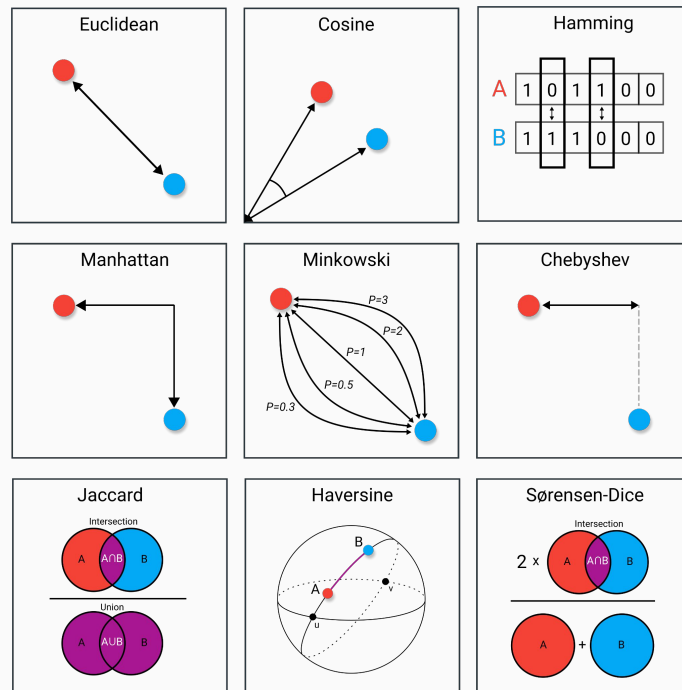 Euclidean
Cosine
Hamming
A 1 0 1 1 0 0
B 1 1 1 0 0 0
Manhattan
Minkowski
P=3
P=2
P=1
P=0.5
P=0.3
Chebyshev
Jaccard
Intersection
A A∩B B
Union
A A∪B B
Haversine
B
A
v
u
Sørensen-Dice
Intersection
2 x A A∩B B
A + B